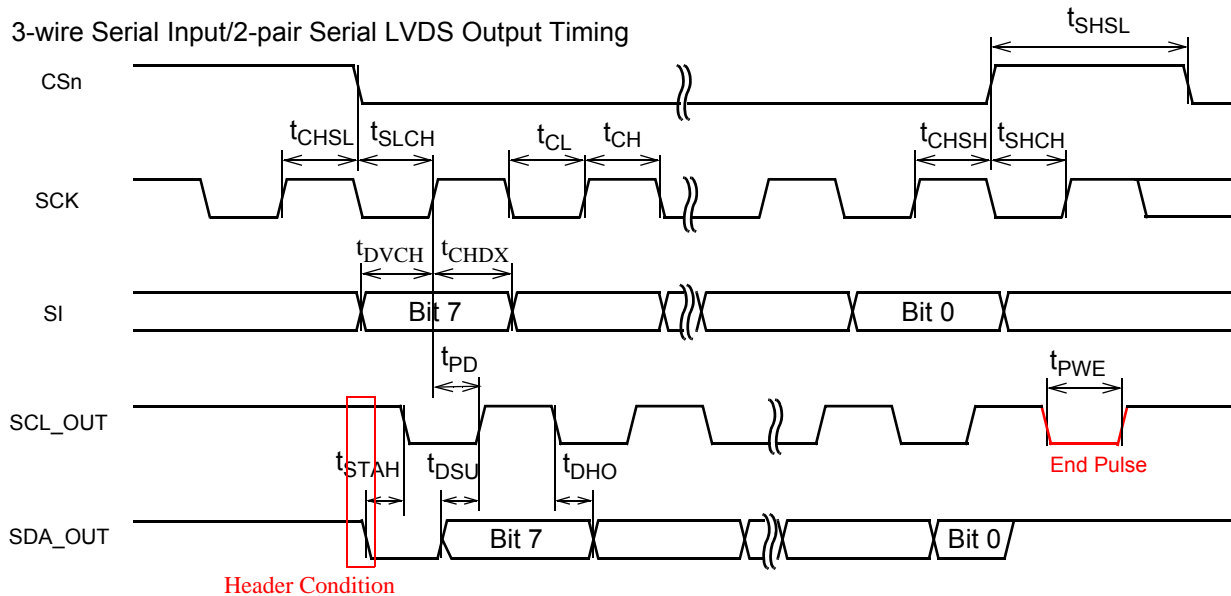 3-wire Serial Input/2-pair Serial LVDS Output Timing
tSHSL
CSn
tCHSL tSLCH tCL tCH tCHSH tSHCH
SCK
tDVCH tCHDX
SI Bit 7 Bit 0
tPD tPWE
SCL_OUT
End Pulse
tSTAH tDSU tDHO
SDA_OUT Bit 7 Bit 0
Header Condition